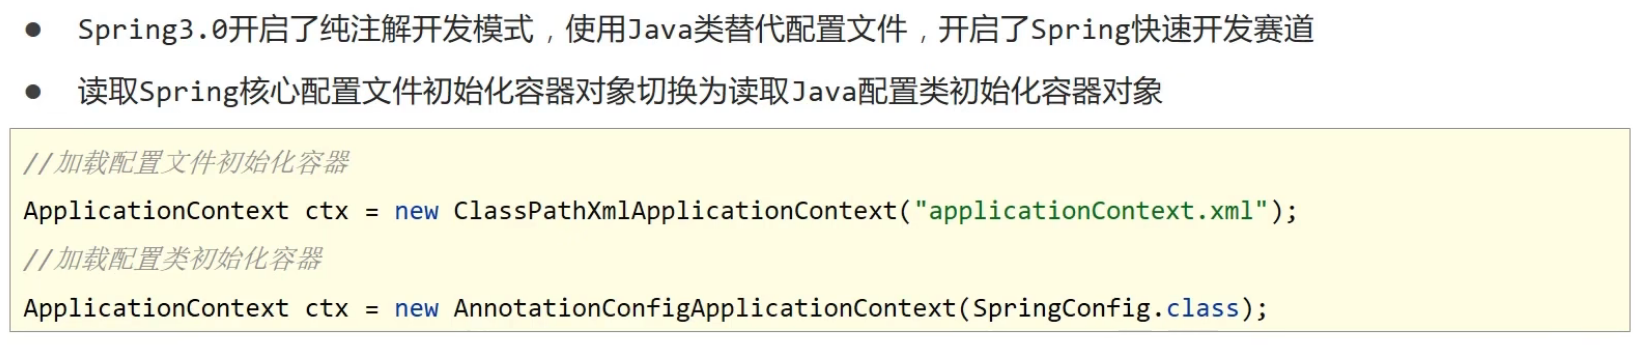 ● Spring3.0开启了纯注解开发模式，使用Java类替代配置文件，开启了Spring快速开发赛道
● 读取Spring核心配置文件初始化容器对象切换为读取Java配置类初始化容器对象
//加载配置文件初始化容器
ApplicationContext ctx = new ClassPathXmlApplicationContext("applicationContext.xml");
//加载配置类初始化容器
ApplicationContext ctx = new AnnotationConfigApplicationContext(SpringConfig.class);